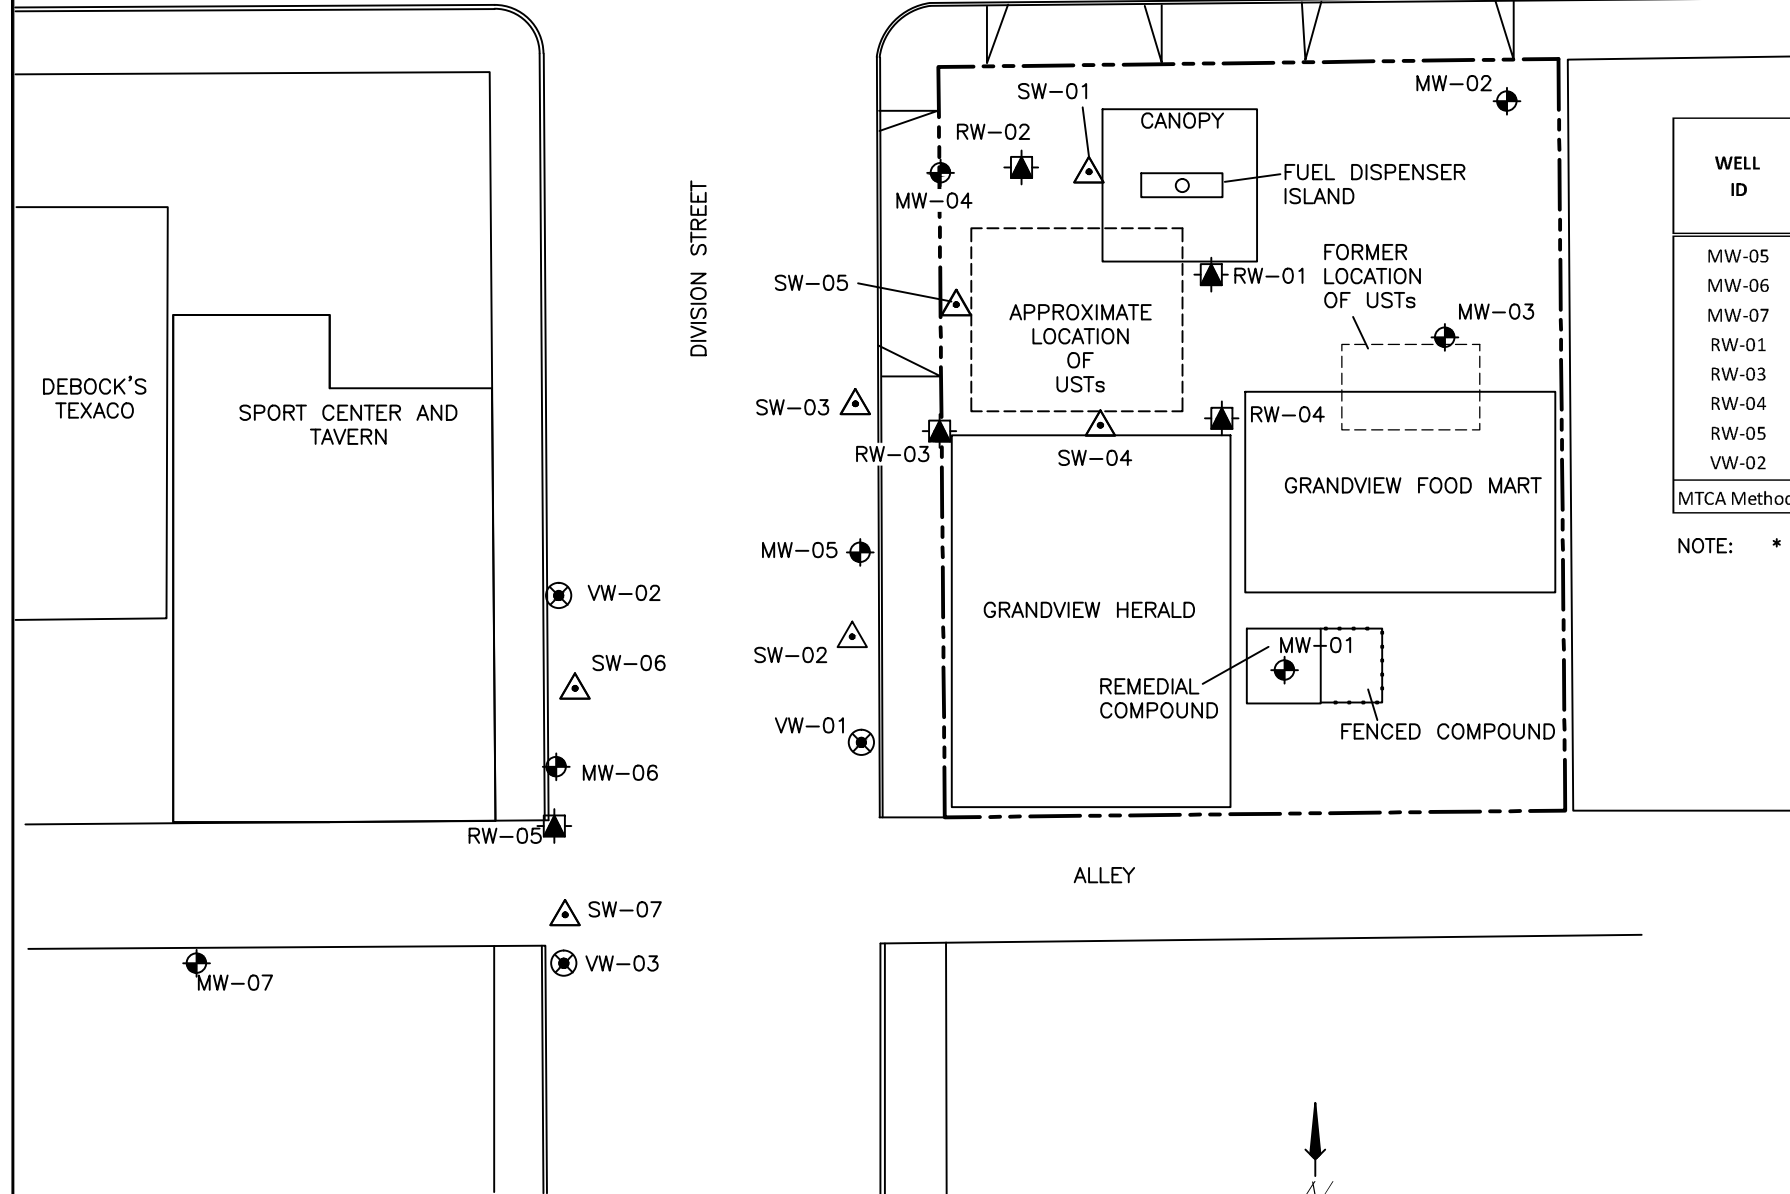 MW-02
SW-01
CANOPY
RW-02
FUEL DISPENSER
ISLAND
MW-04
DIVISION STREET
WELL
ID
FORMER
LOCATION
OF USTs
SW-05
RW-01
MW-03
APPROXIMATE
LOCATION
OF
USTs
MW-05
MW-06
MW-07
RW-01
RW-03
RW-04
RW-05
VW-02
MTCA Method
NOTE: *
DEBOCK'S
TEXACO
SPORT CENTER AND
TAVERN
SW-03
RW-03
SW-04
RW-04
GRANDVIEW FOOD MART
MW-05
VW-02
GRANDVIEW HERALD
SW-06
SW-02
MW-01
REMEDIAL
COMPOUND
FENCED COMPOUND
VW-01
MW-06
RW-05
ALLEY
SW-07
VW-03
MW-07